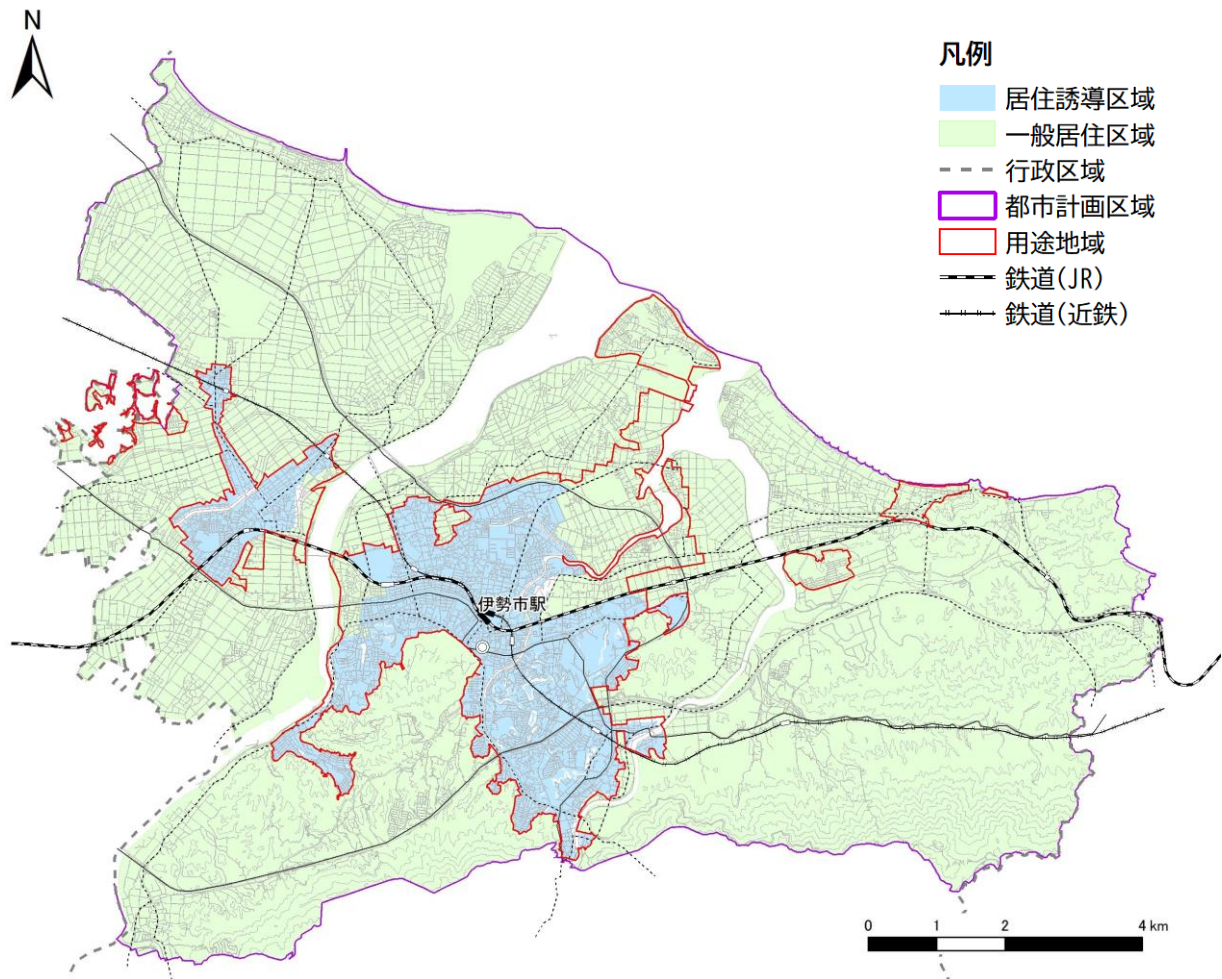 N
凡例
居住誘導区域
一般居住区域
行政区域
都市計画区域
用途地域
鉄道(JR)
鉄道(近鉄)
伊勢市駅
0 1 2 4 km